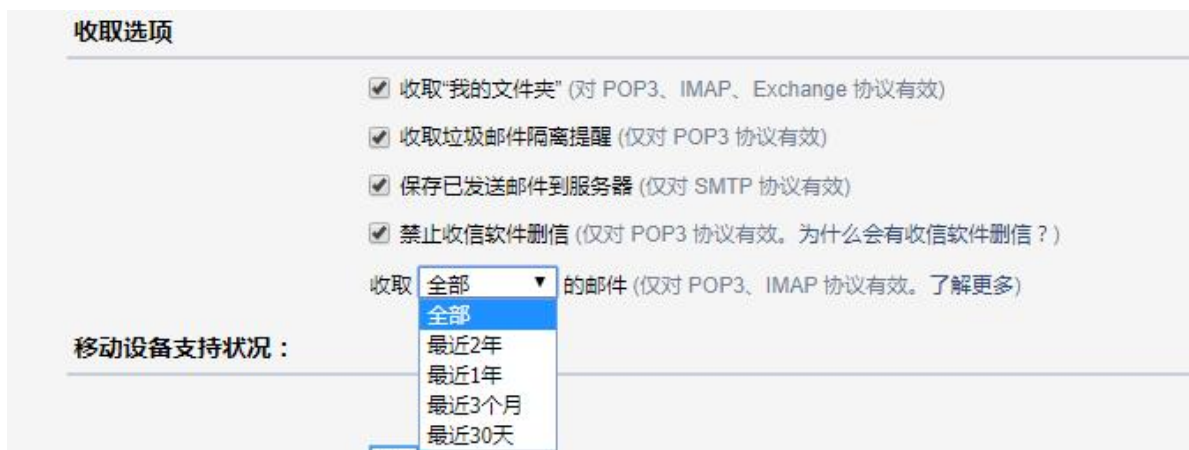 收取选项
收取“我的文件夹” (对 POP3、IMAP、Exchange 协议有效)
收取垃圾邮件隔离提醒 (仅对 POP3 协议有效)
保存已发送邮件到服务器 (仅对 SMTP 协议有效)
禁止收信软件删信 (仅对 POP3 协议有效。为什么会有收信软件删信？)
收取 全部 的邮件 (仅对 POP3、IMAP 协议有效。了解更多)
全部
最近2年
最近1年
最近3个月
最近30天
移动设备支持状况：